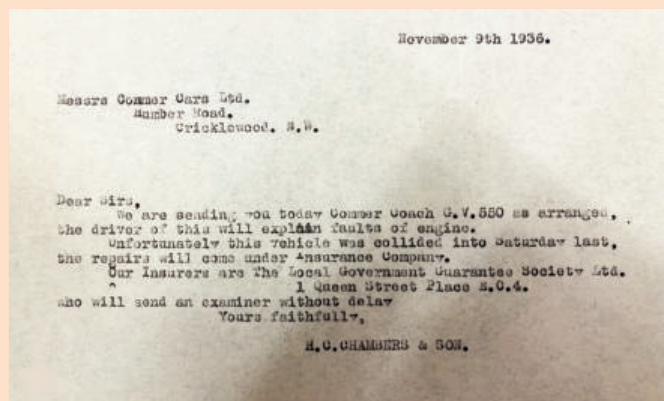 November 9th 1936.
Messrs Commer Cars Ltd.
Humber Road.
Cricklewood. N.W.
Dear Sirs,
We are sending you today Commer Coach G.V.550 as arranged,
the driver of this will explain faults of engine.
Unfortunately this vehicle was collided into Saturday last,
the repairs will come under Insurance Company.
Our Insurers are The Local Government Guarantee Society Ltd.
1 Queen Street Place E.C.4.
who will send an examiner without delay
Yours faithfully,
H.C.CHAMBERS & SON.